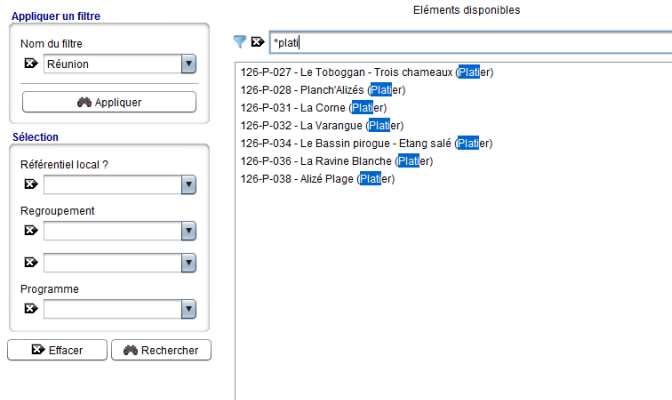 Appliquer un filtre
Nom du filtre
Réunion
Appliquer
Sélection
Référentiel local ?
Regroupement
Programme
Effacer
Rechercher
Eléments disponibles
*plati
126-P-027 - Le Toboggan - Trois chameaux (Platier)
126-P-028 - Planch'Alizés (Platier)
126-P-031 - La Corne (Platier)
126-P-032 - La Varangue (Platier)
126-P-034 - Le Bassin pirogue - Etang salé (Platier)
126-P-036 - La Ravine Blanche (Platier)
126-P-038 - Alizé Plage (Platier)